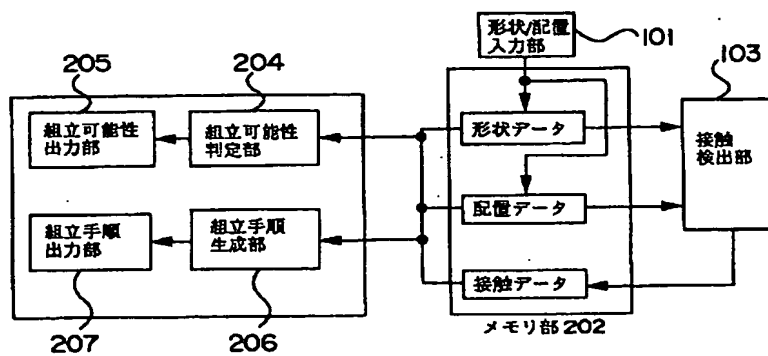 形状/配置
入力部
101
103
205
204
組立可能性
出力部
組立可能性
判定部
形状データ
接触
検出部
組立手順
出力部
組立手順
生成部
配置データ
接触データ
207
206
メモリ部 202